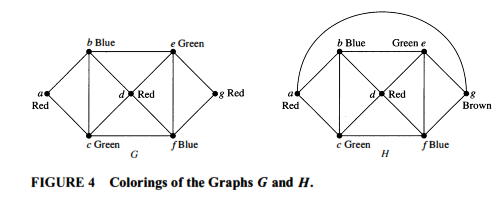 b Blue e Green
a Red d Red g Red
c Green f Blue
G
b Blue Green e
a Red d Red g Brown
c Green f Blue
H
FIGURE 4 Colorings of the Graphs G and H.